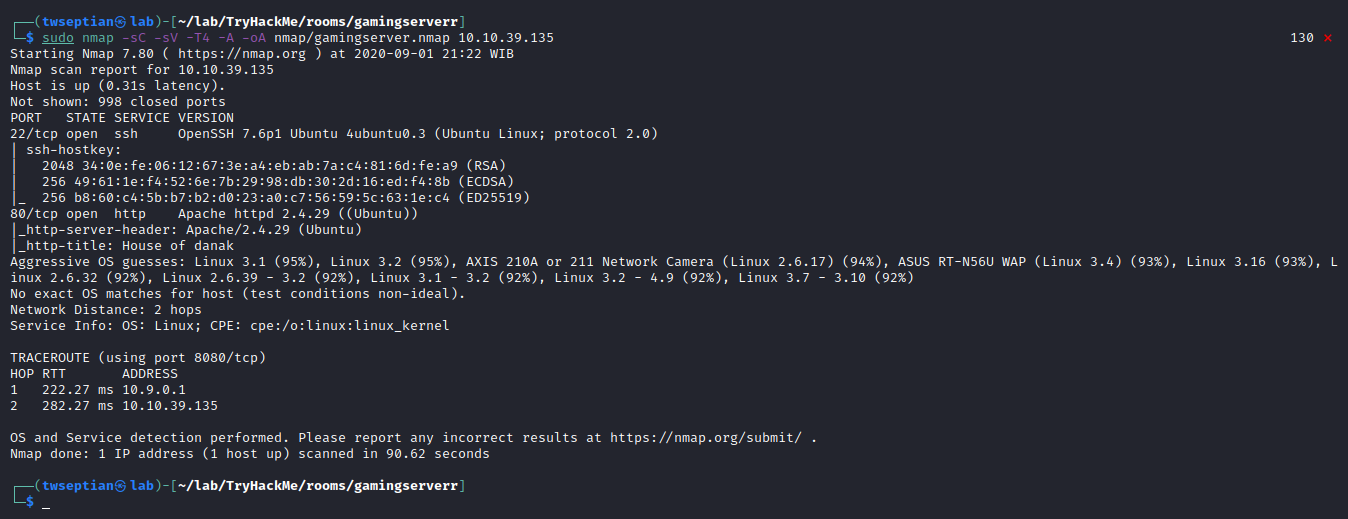 ┌──(twseptian㉿lab)-[~/lab/TryHackMe/rooms/gamingserverr]
└─$ sudo nmap -sC -sV -T4 -A -oA nmap/gamingserver.nmap 10.10.39.135 130 ⨯
Starting Nmap 7.80 ( https://nmap.org ) at 2020-09-01 21:22 WIB
Nmap scan report for 10.10.39.135
Host is up (0.31s latency).
Not shown: 998 closed ports
PORT   STATE SERVICE VERSION
22/tcp open  ssh     OpenSSH 7.6p1 Ubuntu 4ubuntu0.3 (Ubuntu Linux; protocol 2.0)
| ssh-hostkey:
|   2048 34:0e:fe:06:12:67:3e:a4:eb:ab:7a:c4:81:6d:fe:a9 (RSA)
|   256 49:61:1e:f4:52:6e:7b:29:98:db:30:2d:16:ed:f4:8b (ECDSA)
|_  256 b8:60:c4:5b:b7:b2:d0:23:a0:c7:56:59:5c:63:1e:c4 (ED25519)
80/tcp open  http    Apache httpd 2.4.29 ((Ubuntu))
|_http-server-header: Apache/2.4.29 (Ubuntu)
|_http-title: House of danak
Aggressive OS guesses: Linux 3.1 (95%), Linux 3.2 (95%), AXIS 210A or 211 Network Camera (Linux 2.6.17) (94%), ASUS RT-N56U WAP (Linux 3.4) (93%), Linux 3.16 (93%), L
inux 2.6.32 (92%), Linux 2.6.39 - 3.2 (92%), Linux 3.1 - 3.2 (92%), Linux 3.2 - 4.9 (92%), Linux 3.7 - 3.10 (92%)
No exact OS matches for host (test conditions non-ideal).
Network Distance: 2 hops
Service Info: OS: Linux; CPE: cpe:/o:linux:linux_kernel

TRACEROUTE (using port 8080/tcp)
HOP RTT       ADDRESS
1   222.27 ms 10.9.0.1
2   282.27 ms 10.10.39.135

OS and Service detection performed. Please report any incorrect results at https://nmap.org/submit/ .
Nmap done: 1 IP address (1 host up) scanned in 90.62 seconds

┌──(twseptian㉿lab)-[~/lab/TryHackMe/rooms/gamingserverr]
└─$ _